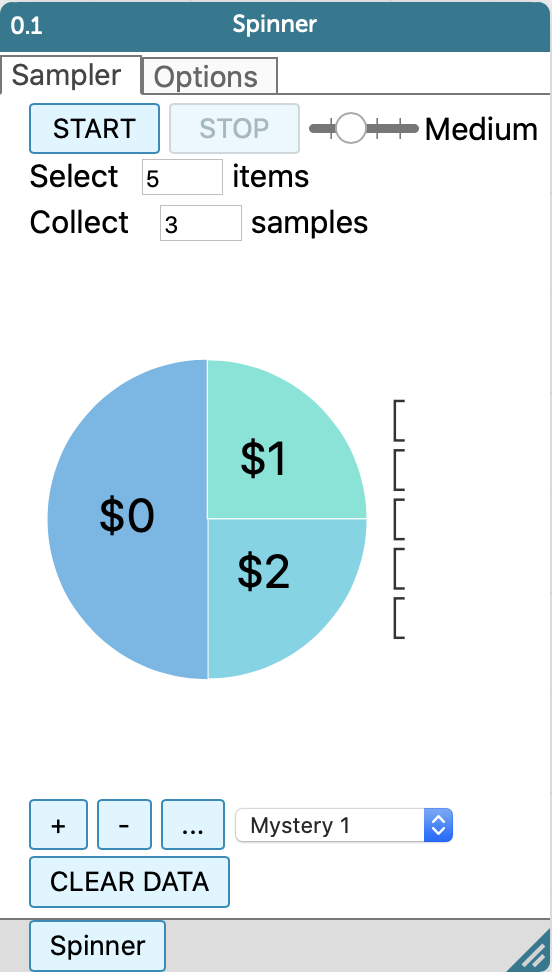 0.1 Spinner
Sampler Options
START STOP Medium
Select 5 items
Collect 3 samples
$1
$0
$2
+ - ... Mystery 1
CLEAR DATA
Spinner